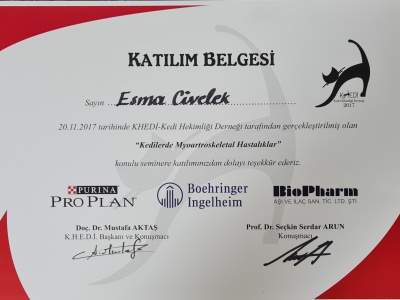 KATILIM BELGESİ
Sayın Esma Civelek
KHEDİ
2017
20.11.2017 tarihinde KHEDİ-Kedi Hekimliği Derneği tarafından gerçekleştirilmiş olan
“Kedilerde Myoartroskeletal Hastalıklar”
konulu seminere katılımınızdan dolayı teşekkür ederiz.
PURINA
PRO PLAN
Boehringer
Ingelheim
BioPharm
AŞI VE İLAÇ SAN. TİC. LTD. ŞTİ.
Doç. Dr. Mustafa AKTAŞ
K.H.E.D.İ. Başkanı ve Konuşmacı
Prof. Dr. Seçkin Serdar ARUN
Konuşmacı